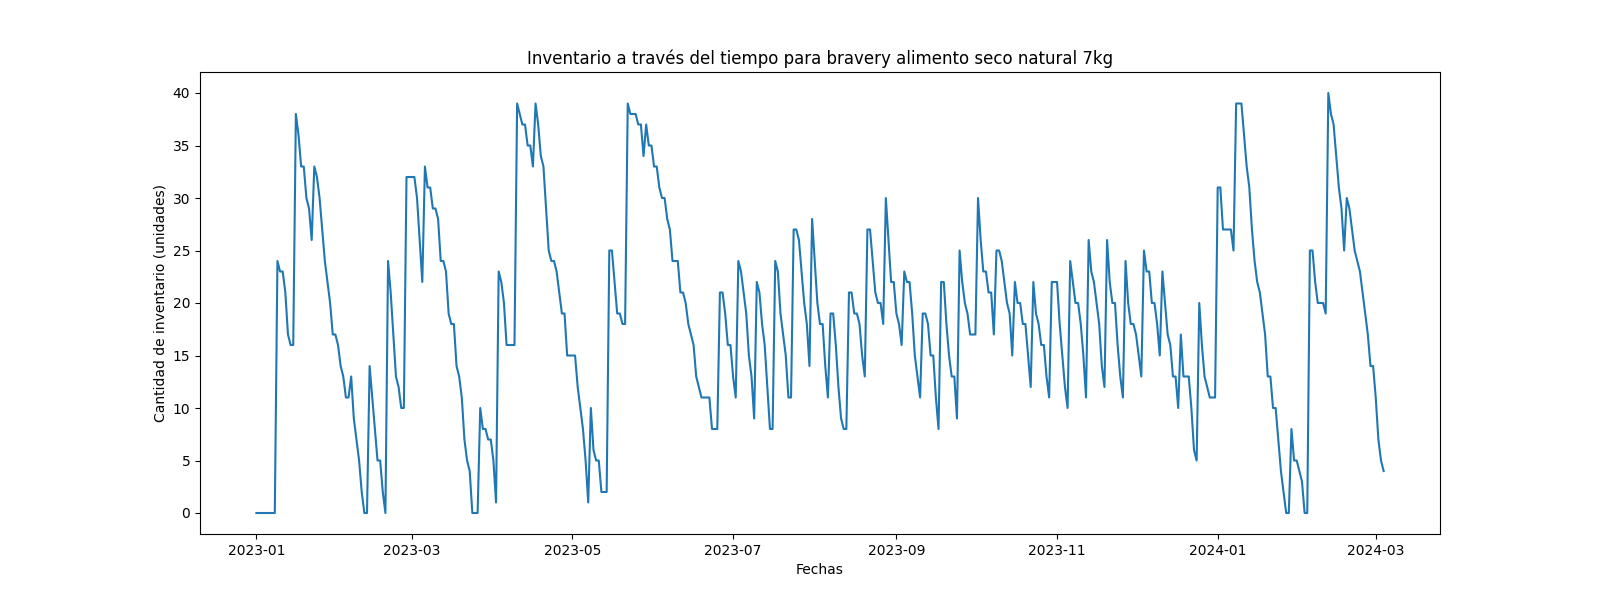 Inventario a través del tiempo para bravery alimento seco natural 7kg
Cantidad de inventario (unidades)
40
35
30
25
20
15
10
5
0
2023-01 2023-03 2023-05 2023-07 2023-09 2023-11 2024-01 2024-03
Fechas